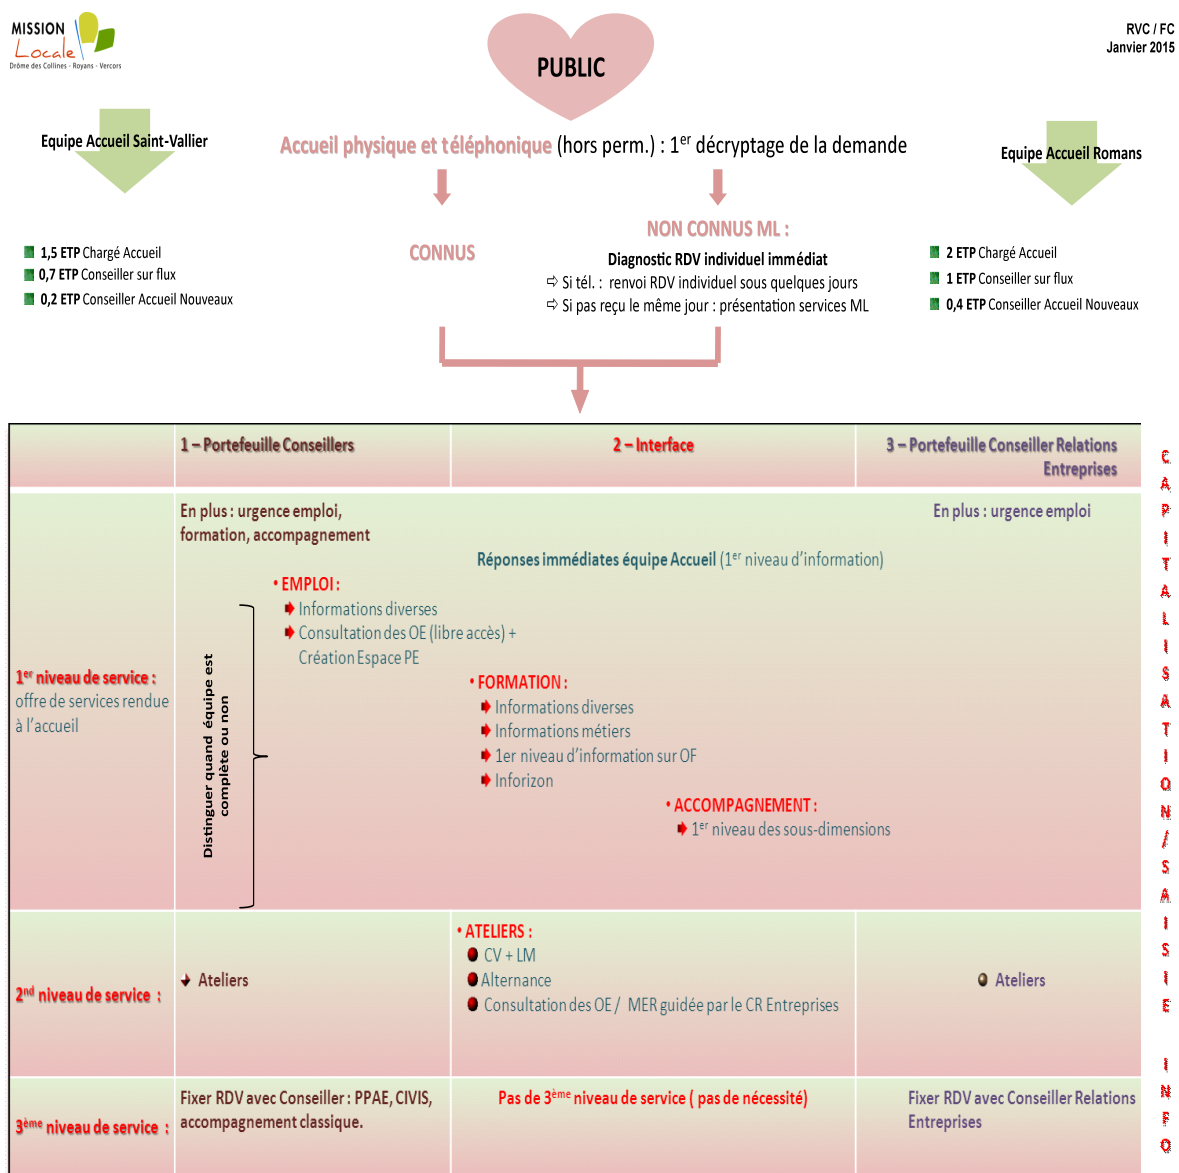 MISSION
Locale
Drôme des Collines - Royans - Vercors
PUBLIC
RVC / FC
Janvier 2015
Equipe Accueil Saint-Vallier
Accueil physique et téléphonique (hors perm.) : 1er décryptage de la demande
Equipe Accueil Romans
1,5 ETP Chargé Accueil
0,7 ETP Conseiller sur flux
0,2 ETP Conseiller Accueil Nouveaux
CONNUS
NON CONNUS ML :
Diagnostic RDV individuel immédiat
⇨ Si tél. : renvoi RDV individuel sous quelques jours
⇨ Si pas reçu le même jour : présentation services ML
2 ETP Chargé Accueil
1 ETP Conseiller sur flux
0,4 ETP Conseiller Accueil Nouveaux
1 – Portefeuille Conseillers
2 – Interface
3 – Portefeuille Conseiller Relations
Entreprises
1er niveau de service :
offre de services rendue
à l'accueil
En plus : urgence emploi,
formation, accompagnement
En plus : urgence emploi
Réponses immédiates équipe Accueil (1er niveau d'information)
Distinguer quand équipe est
complète ou non
• EMPLOI :
Informations diverses
Consultation des OE (libre accès) +
Création Espace PE
• FORMATION :
Informations diverses
Informations métiers
1er niveau d'information sur OF
Inforizon
• ACCOMPAGNEMENT :
1er niveau des sous-dimensions
2nd niveau de service :
Ateliers
• ATELIERS :
CV + LM
Alternance
Consultation des OE / MER guidée par le CR Entreprises
Ateliers
3ème niveau de service :
Fixer RDV avec Conseiller : PPAE, CIVIS,
accompagnement classique.
Pas de 3ème niveau de service ( pas de nécessité)
Fixer RDV avec Conseiller Relations
Entreprises
CAPITALISATION/SAISIE INFO